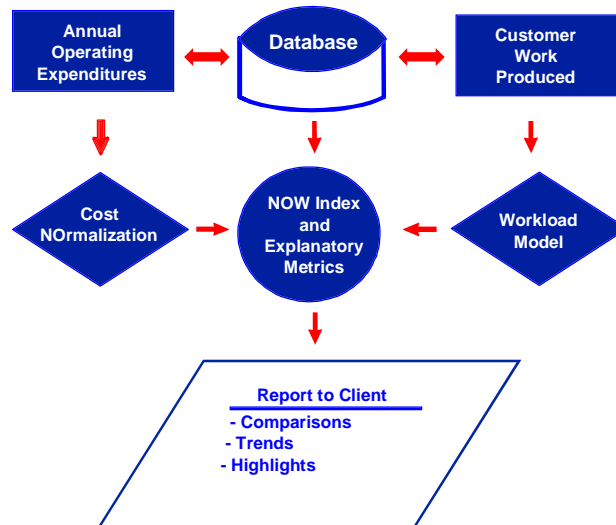 Annual
Operating
Expenditures
Database
Customer
Work
Produced
Cost
NOrmalization
NOW Index
and
Explanatory
Metrics
Workload
Model
Report to Client
- Comparisons
- Trends
- Highlights